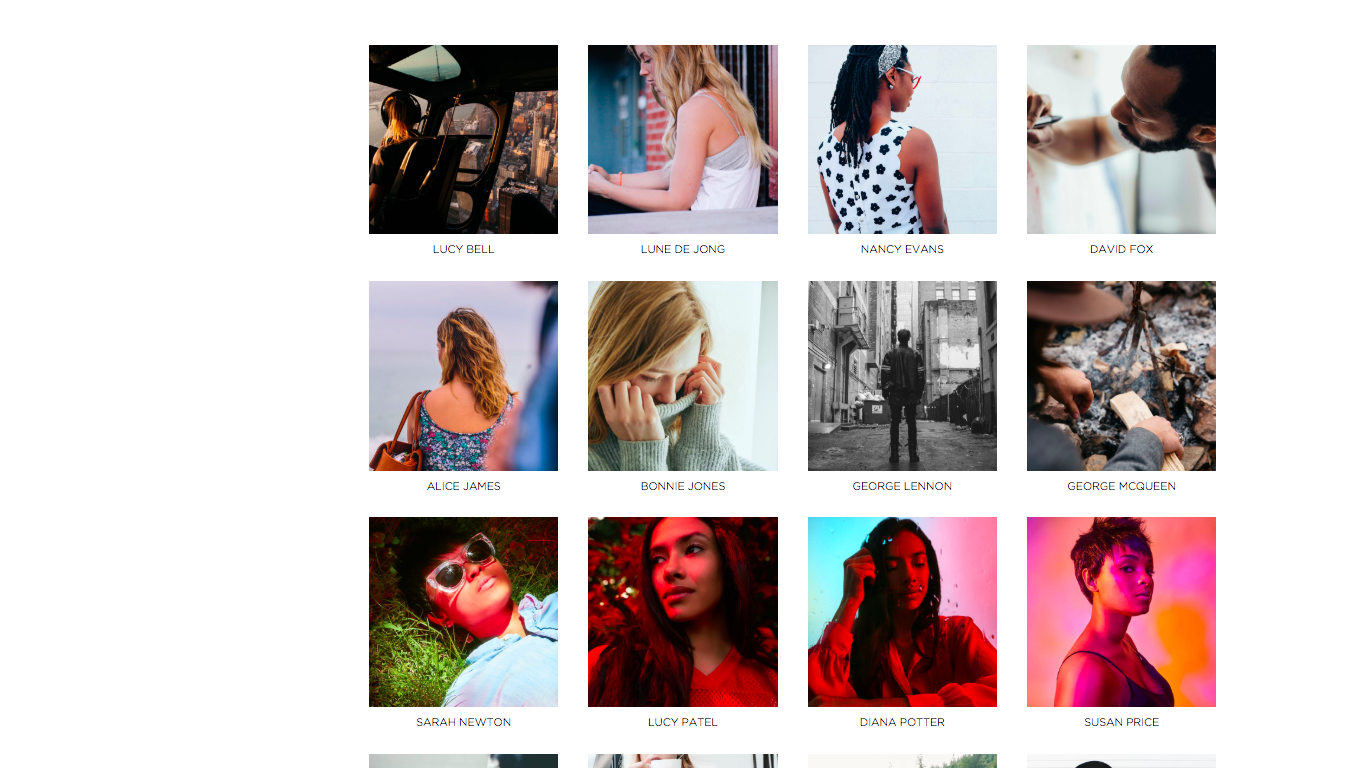 LUCY BELL
LUNE DE JONG
NANCY EVANS
DAVID FOX
ALICE JAMES
BONNIE JONES
GEORGE LENNON
GEORGE MCQUEEN
SARAH NEWTON
LUCY PATEL
DIANA POTTER
SUSAN PRICE